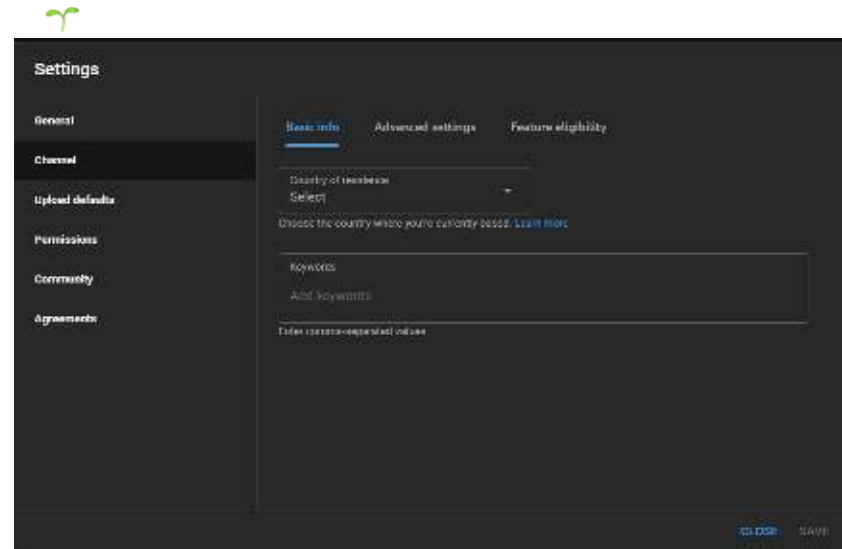 Settings
General
Channel
Upload defaults
Permissions
Community
Agreements
Basic info Advanced settings Feature eligibility
Country of residence
Select
Choose the country where you're currently based. Learn more
Keywords
Add keywords
Enter comma-separated values
CLOSE SAVE